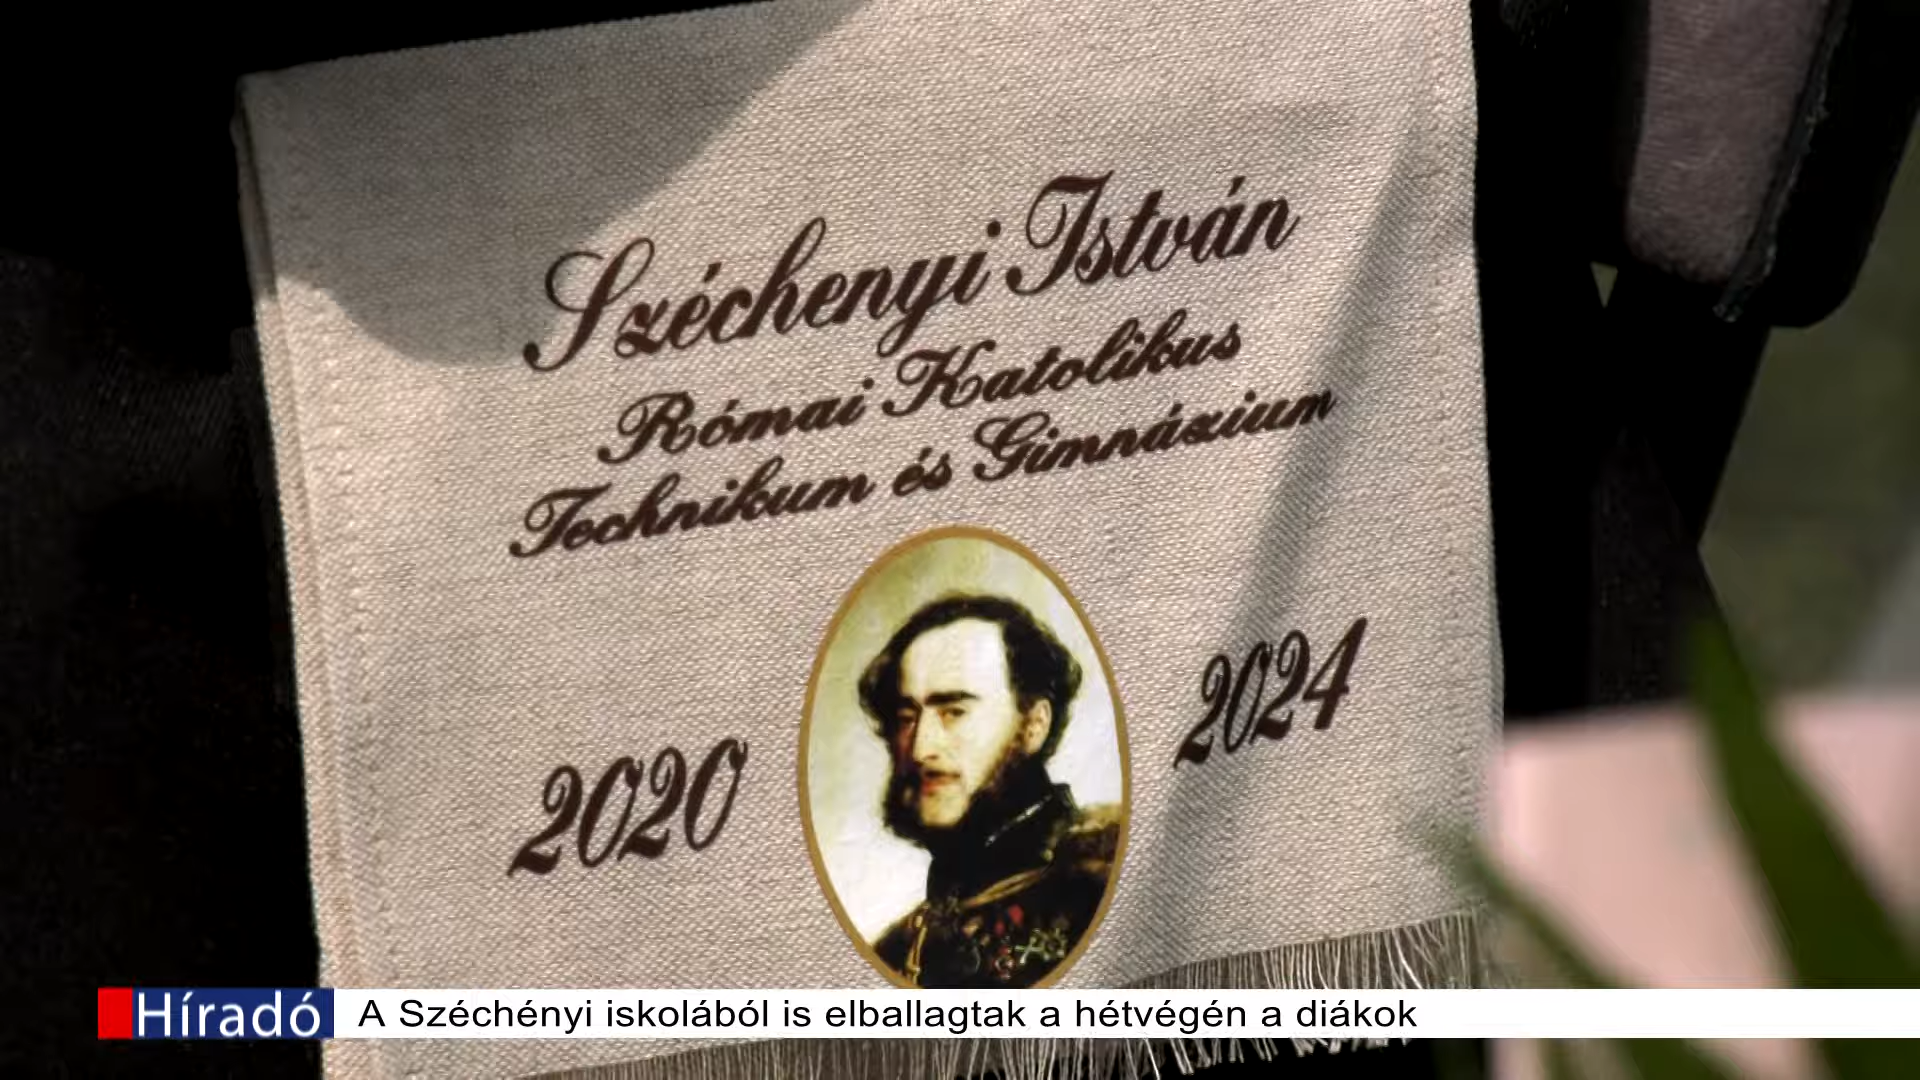 Széchenyi István
Római Katolikus
Technikum és Gimnázium
2020
2024
Híradó
A Széchényi iskolából is elballagtak a hétvégén a diákok